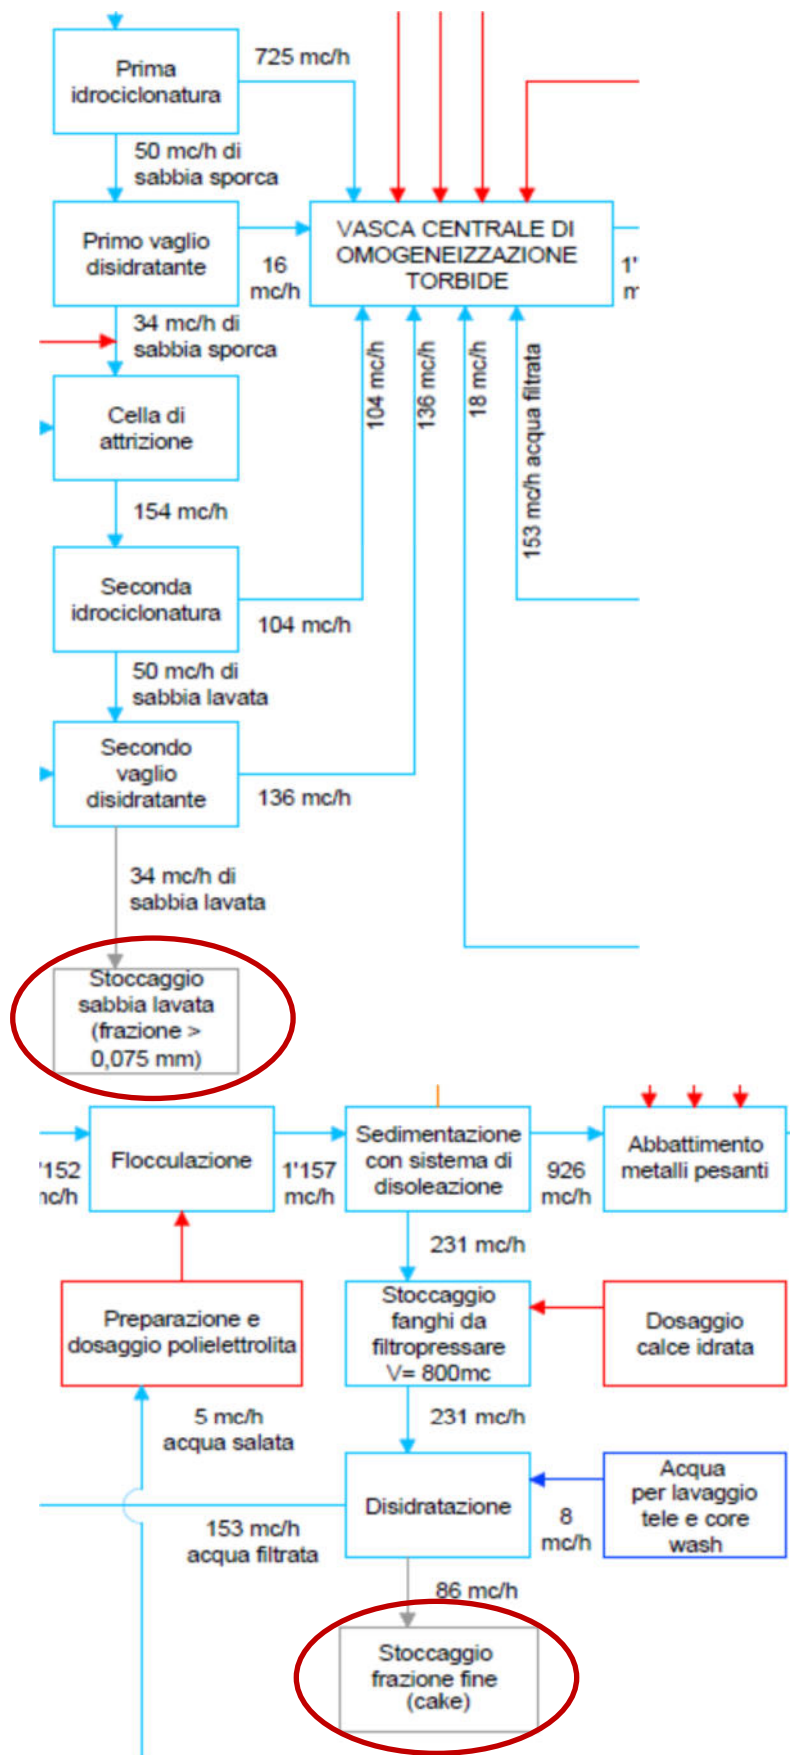 Prima
idrociclonatura
725 mc/h
50 mc/h di
sabbia sporca
Primo vaglio
disidratante
16
mc/h
VASCA CENTRALE DI
OMOGENEIZZAZIONE
TORBIDE
1'
34 mc/h di
sabbia sporca
Cella di
attrizione
104 mc/h
136 mc/h
18 mc/h
153 mc/h acqua filtrata
154 mc/h
Seconda
idrociclonatura
104 mc/h
50 mc/h di
sabbia lavata
Secondo
vaglio
disidratante
136 mc/h
34 mc/h di
sabbia lavata
Stoccaggio
sabbia lavata
(frazione >
0,075 mm)
'152
mc/h
Flocculazione
1'157
mc/h
Sedimentazione
con sistema di
disoleazione
926
mc/h
Abbattimento
metalli pesanti
231 mc/h
Preparazione e
dosaggio polielettrolita
Stoccaggio
fanghi da
filtropressare
V= 800mc
Dosaggio
calce idrata
5 mc/h
acqua salata
231 mc/h
Disidratazione
153 mc/h
acqua filtrata
8
mc/h
Acqua
per lavaggio
tele e core
wash
86 mc/h
Stoccaggio
frazione fine
(cake)